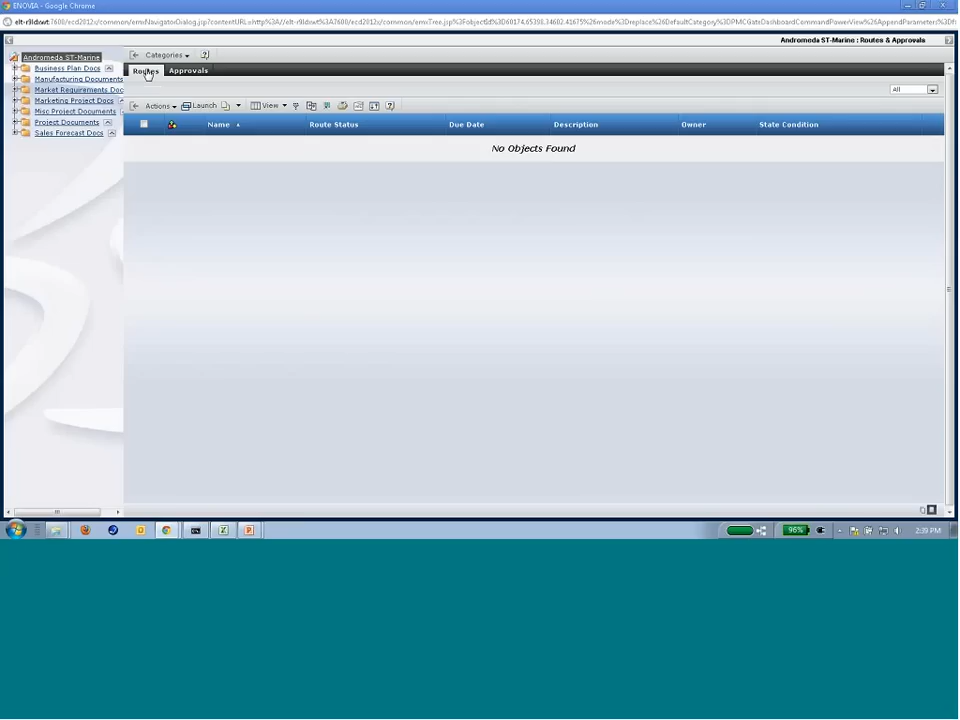 ENOVIA - Google Chrome
Andromeda ST-Marine : Routes & Approvals
Andromeda ST-Marine
Categories
Business Plan Docs
Routes
Approvals
Manufacturing Documents
Market Requirements Doc
All
Marketing Project Docs
Actions
Launch
View
Misc Project Documents
Project Documents
Name
Route Status
Due Date
Description
Owner
State Condition
Sales Forecast Docs
No Objects Found
96%
2:39 PM